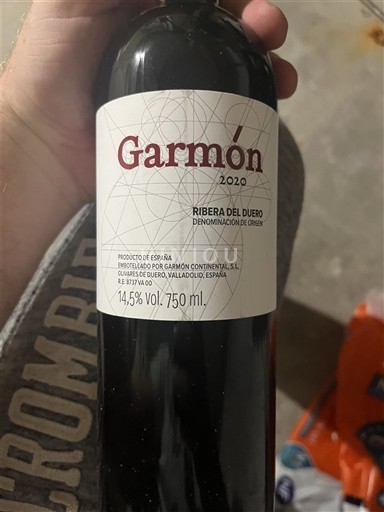 Garmón
2020
RIBERA DEL DUERO
DENOMINACIÓN DE ORIGEN
PRODUCTO DE ESPAÑA
EMBOTELLADO POR GARMÓN CONTINENTAL, S.L.
OLIVARES DE DUERO, VALLADOLID, ESPAÑA
R.E. 8737 VA 00
14,5% vol. 750 ml.
CROMBIE